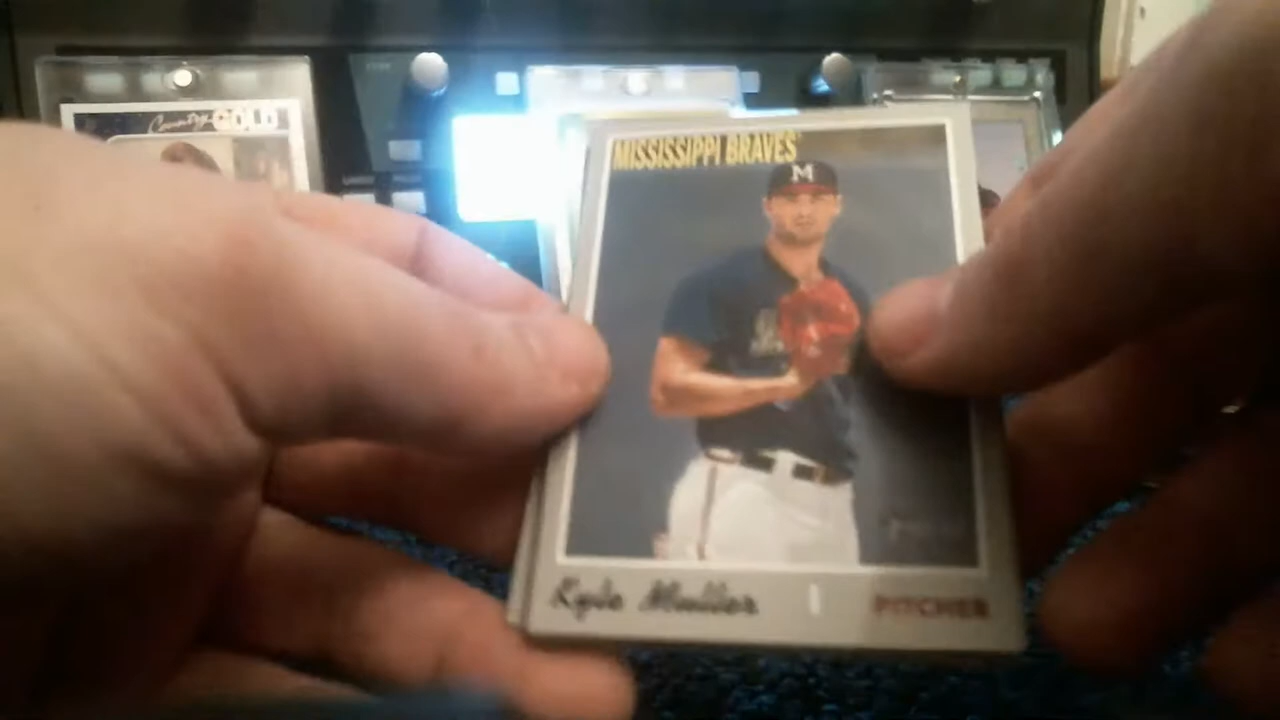 Country GOLD
MISSISSIPPI BRAVES
M
Kyle Muller
PITCHER